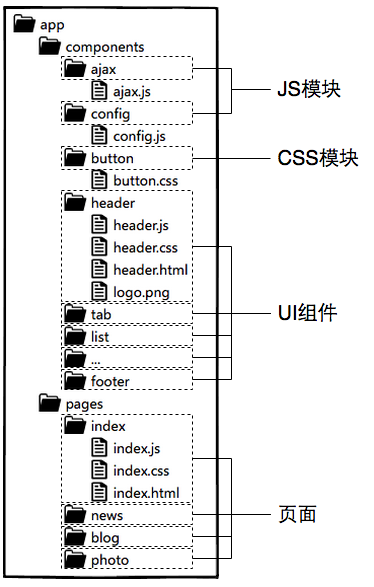 app
components
ajax
ajax.js
JS模块
config
config.js
button
CSS模块
button.css
header
header.js
header.css
header.html
logo.png
tab
UI组件
list
...
footer
pages
index
index.js
index.css
index.html
news
页面
blog
photo